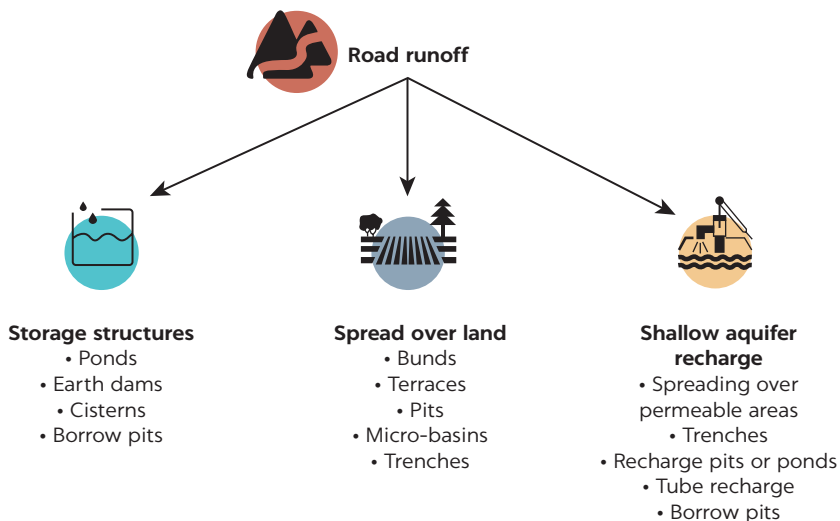 Road runoff
Storage structures
• Ponds
• Earth dams
• Cisterns
• Borrow pits
Spread over land
• Bunds
• Terraces
• Pits
• Micro-basins
• Trenches
Shallow aquifer
recharge
• Spreading over
permeable areas
• Trenches
• Recharge pits or ponds
• Tube recharge
• Borrow pits